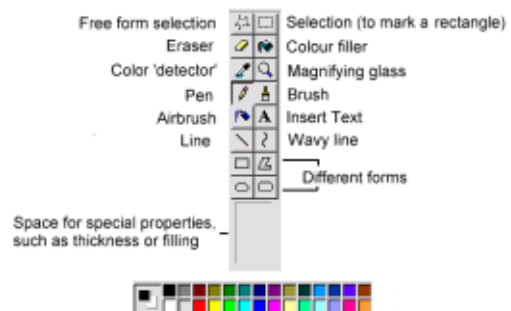 Free form selection
Selection (to mark a rectangle)
Eraser
Colour filler
Color 'detector'
Magnifying glass
Pen
Brush
Airbrush
A
Insert Text
Line
Wavy line
Different forms
Space for special properties,
such as thickness or filling